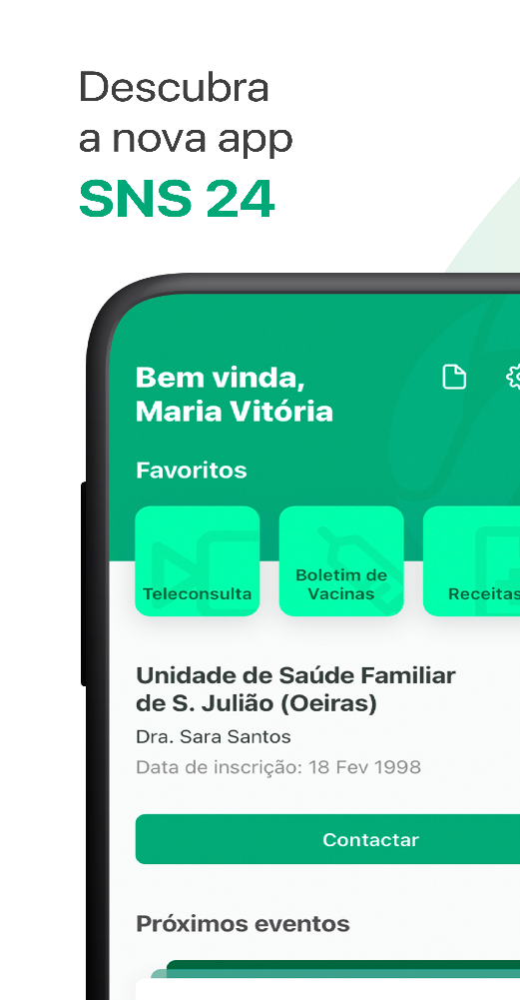 Descubra
a nova app
SNS 24
Bem vinda,
Maria Vitória
Favoritos
Teleconsulta
Boletim de
Vacinas
Receitas
Unidade de Saúde Familiar
de S. Julião (Oeiras)
Dra. Sara Santos
Data de inscrição: 18 Fev 1998
Contactar
Próximos eventos